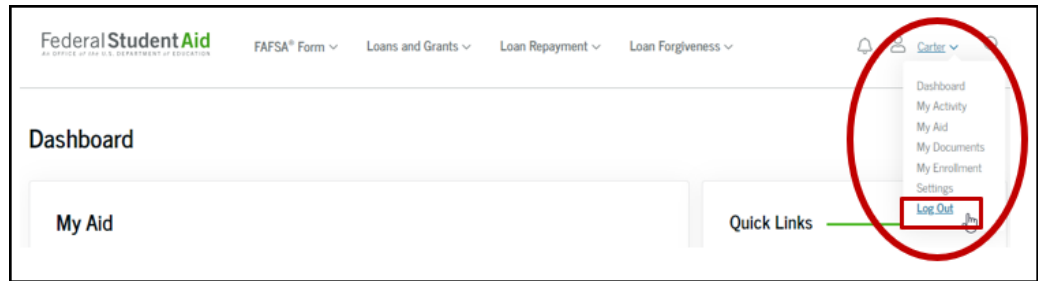 Federal Student Aid
An OFFICE of the U.S. DEPARTMENT of EDUCATION
FAFSA® Form
Loans and Grants
Loan Repayment
Loan Forgiveness
Carter
Dashboard
My Activity
My Aid
My Documents
My Enrollment
Settings
Log Out
Dashboard
My Aid
Quick Links